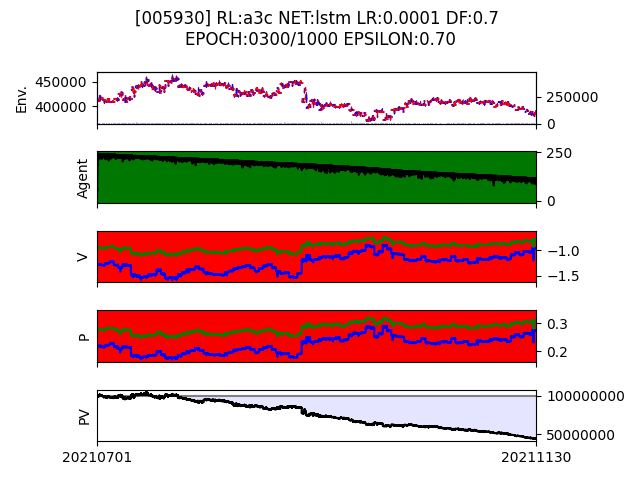 [005930] RL:a3c NET:lstm LR:0.0001 DF:0.7
EPOCH:0300/1000 EPSILON:0.70
Env.
450000
400000
250000
0
Agent
250
0
V
−1.0
−1.5
P
0.3
0.2
PV
100000000
50000000
20210701
20211130